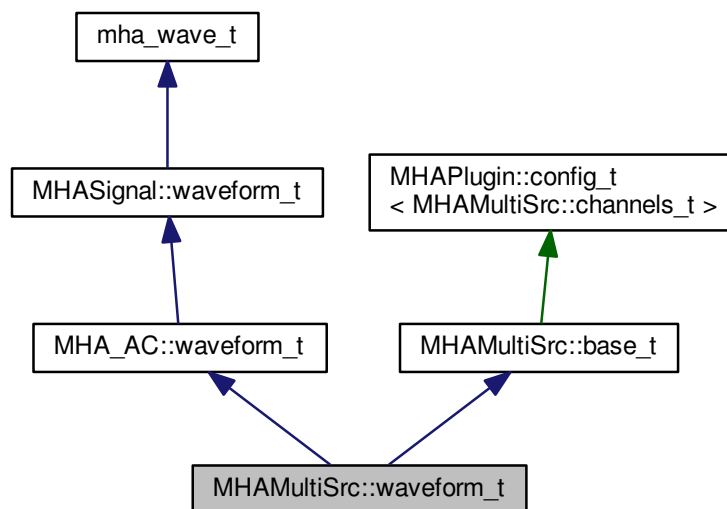 mha_wave_t
MHASignal::waveform_t
MHAPlugin::config_t
< MHAMultiSrc::channels_t >
MHA_AC::waveform_t
MHAMultiSrc::base_t
MHAMultiSrc::waveform_t